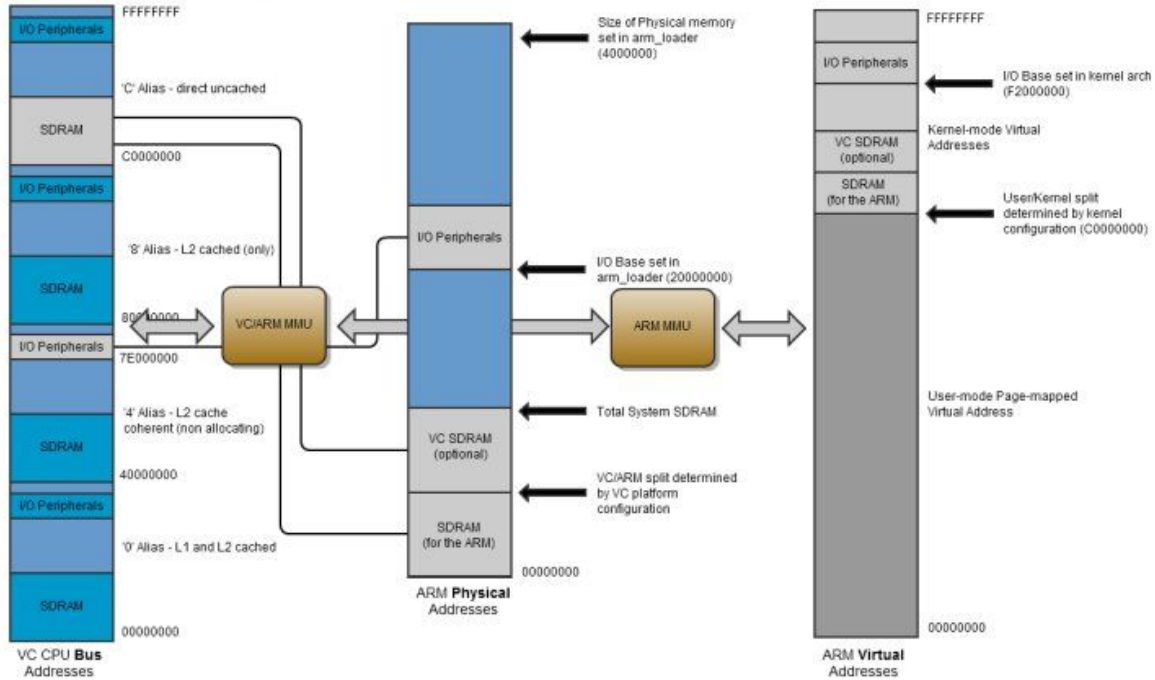 I/O Peripherals
FFFFFFFF
'C' Alias - direct uncached
SDRAM
C0000000
I/O Peripherals
'8' Alias - L2 cached (only)
SDRAM
80000000
I/O Peripherals
7E000000
'4' Alias - L2 cache
coherent (non allocating)
SDRAM
40000000
I/O Peripherals
'0' Alias - L1 and L2 cached
SDRAM
00000000
VC CPU Bus
Addresses
VC/ARM MMU
Size of Physical memory
set in arm_loader
(4000000)
I/O Peripherals
I/O Base set in
arm_loader (20000000)
Total System SDRAM
VC SDRAM
(optional)
VC/ARM split determined
by VC platform
configuration
SDRAM
(for the ARM)
00000000
ARM Physical
Addresses
ARM MMU
FFFFFFFF
I/O Peripherals
I/O Base set in kernel arch
(F2000000)
Kernel-mode Virtual
Addresses
VC SDRAM
(optional)
SDRAM
(for the ARM)
User/Kernel split
determined by kernel
configuration (C0000000)
User-mode Page-mapped
Virtual Address
00000000
ARM Virtual
Addresses